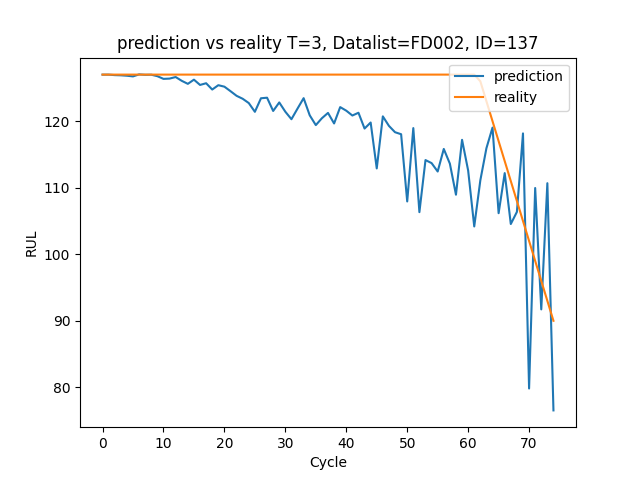 prediction vs reality T=3, Datalist=FD002, ID=137
prediction
reality
120
110
100
90
80
RUL
0 10 20 30 40 50 60 70
Cycle